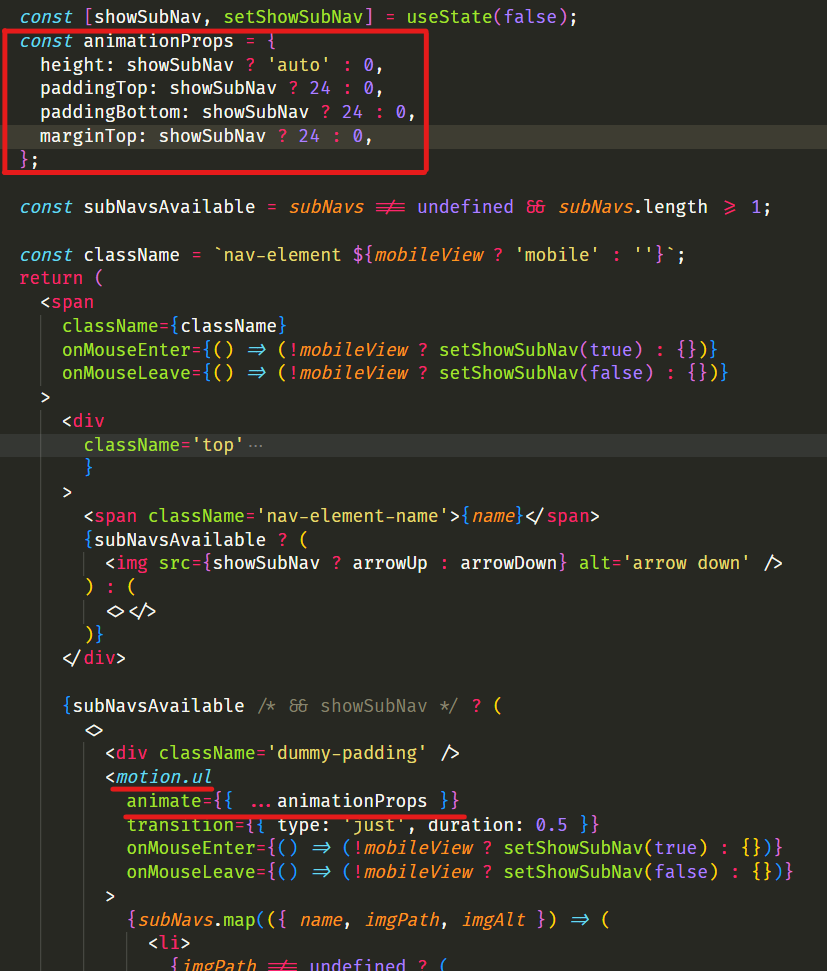 const [showSubNav, setShowSubNav] = useState(false);
const animationProps = {
height: showSubNav ? 'auto' : 0,
paddingTop: showSubNav ? 24 : 0,
paddingBottom: showSubNav ? 24 : 0,
marginTop: showSubNav ? 24 : 0,
};
const subNavsAvailable = subNavs !== undefined && subNavs.length >= 1;
const className = `nav-element ${mobileView ? 'mobile' : ''}`;
return (
<span
className={className}
onMouseEnter={() => (!mobileView ? setShowSubNav(true) : {})}
onMouseLeave={() => (!mobileView ? setShowSubNav(false) : {})}
>
<div
className='top' ...
}
>
<span className='nav-element-name'>{name}</span>
{subNavsAvailable ? (
<img src={showSubNav ? arrowUp : arrowDown} alt='arrow down' />
) : (
<></>
)}
</div>
{subNavsAvailable /* && showSubNav */ ? (
<>
<div className='dummy-padding' />
<motion.ul
animate={{ ...animationProps }}
transition={{ type: 'just', duration: 0.5 }}
onMouseEnter={() => (!mobileView ? setShowSubNav(true) : {})}
onMouseLeave={() => (!mobileView ? setShowSubNav(false) : {})}
>
{subNavs.map(({ name, imgPath, imgAlt }) => (
<li>
{imgPath !== undefined ? (